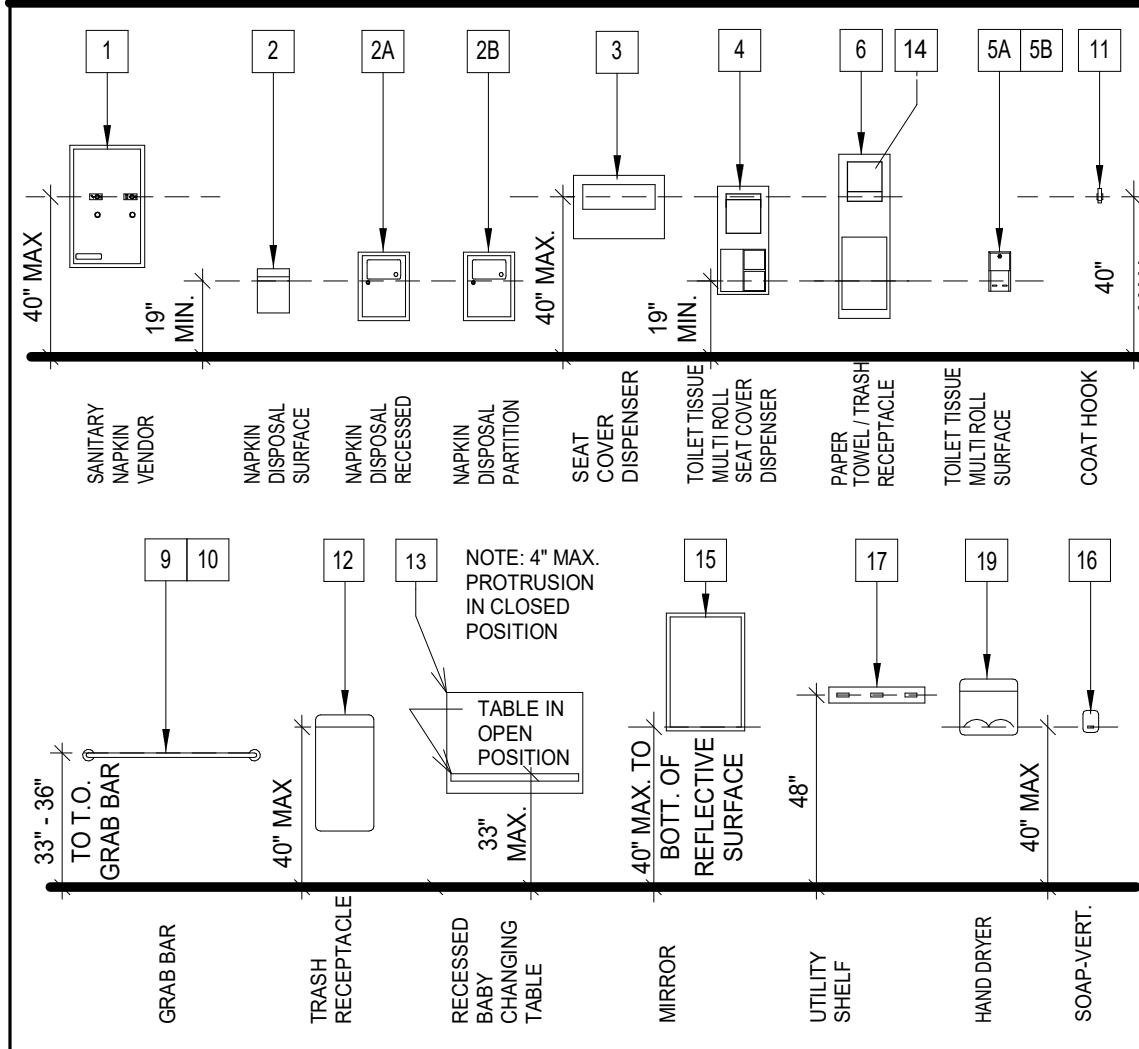 1
2
2A
2B
3
4
6
14
5A
5B
11
40" MAX
19"
MIN.
40" MAX.
19"
MIN.
40"
SANITARY
NAPKIN
VENDOR
NAPKIN
DISPOSAL
SURFACE
NAPKIN
DISPOSAL
RECESSED
NAPKIN
DISPOSAL
PARTITION
SEAT
COVER
DISPENSER
TOILET TISSUE
MULTI ROLL
SEAT COVER
DISPENSER
PAPER
TOWEL / TRASH
RECEPTACLE
TOILET TISSUE
MULTI ROLL
SURFACE
COAT HOOK
9
10
12
13
NOTE: 4" MAX.
PROTRUSION
IN CLOSED
POSITION
15
17
19
16
TABLE IN
OPEN
POSITION
33" - 36"
TO T.O.
GRAB BAR
40" MAX
33"
MAX.
40" MAX. TO
BOTT. OF
REFLECTIVE
SURFACE
48"
40" MAX
GRAB BAR
TRASH
RECEPTACLE
RECESSED
BABY
CHANGING
TABLE
MIRROR
UTILITY
SHELF
HAND DRYER
SOAP-VERT.